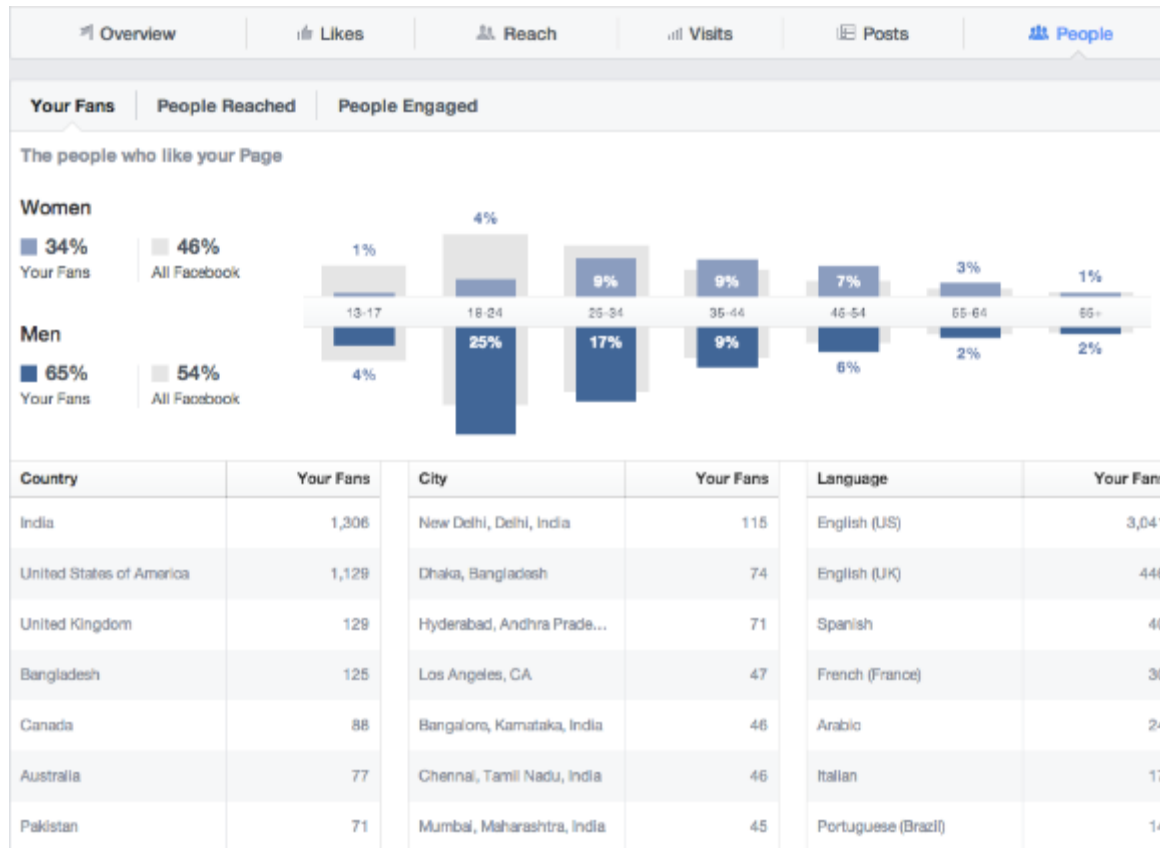 Overview Likes Reach Visits Posts People
Your Fans People Reached People Engaged
The people who like your Page
Women
34% 46%
Your Fans All Facebook
1% 4% 9% 9% 7% 3% 1%
13-17 18-24 25-34 35-44 45-54 55-64 65+
Men
65% 54%
Your Fans All Facebook
4% 25% 17% 9% 6% 2% 2%
Country Your Fans City Your Fans Language Your Fans
India 1,306 New Delhi, Delhi, India 115 English (US) 3,041
United States of America 1,129 Dhaka, Bangladesh 74 English (UK) 446
United Kingdom 129 Hyderabad, Andhra Prade... 71 Spanish
Bangladesh 125 Los Angeles, CA 47 French (France)
Canada 88 Bangalore, Karnataka, India 46 Arabic
Australia 77 Chennai, Tamil Nadu, India 46 Italian
Pakistan 71 Mumbai, Maharashtra, India 45 Portuguese (Brazil)